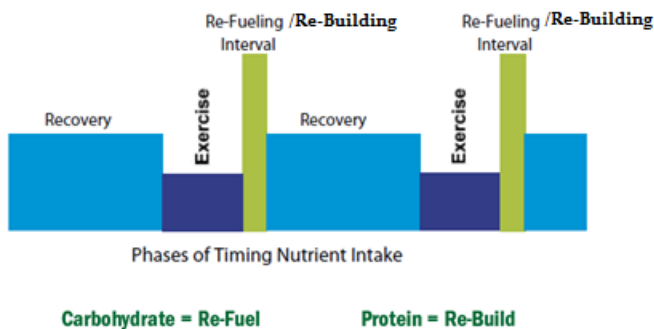 Re-Fueling /Re-Building
Interval
Re-Fueling /Re-Building
Interval
Recovery
Exercise
Recovery
Exercise
Phases of Timing Nutrient Intake
Carbohydrate = Re-Fuel
Protein = Re-Build